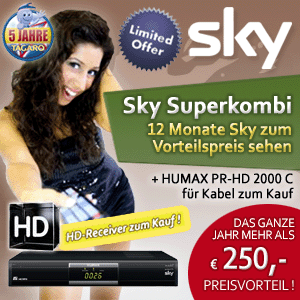 5 JAHRE
TAGARO
Limited
Offer
sky
Sky Superkombi
12 Monate Sky zum
Vorteilspreis sehen
+ HUMAX PR-HD 2000 C
für Kabel zum Kauf
HD
HD-Receiver zum Kauf !
DAS GANZE
JAHR MEHR ALS
€ 250,-
PREISVORTEIL !
0026
sky